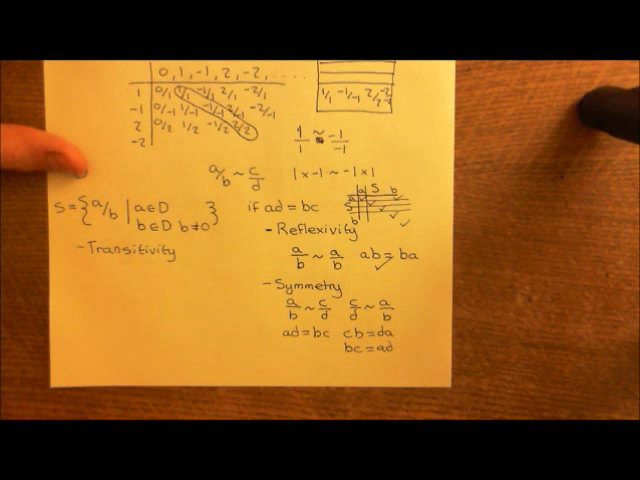 0, 1, -1, 2, -2, .....
1 0/1 1/1 -1/1 2/1 -2/1
-1 0/-1 1/-1 -1/-1 2/-1 -2/-1
2 0/2 1/2 -1/2 2/2
-2
1/1 -1/-1 2/2 -2/-2
1/1 ~ -1/-1
a/b ~ c/d 1 x -1 ~ -1 x 1
S = { a/b | a∈D b∈D b≠0 } if ad = bc
a S b
a
S
b
- Transitivity
- Reflexivity
a/b ~ a/b ab = ba
- Symmetry
a/b ~ c/d c/d ~ a/b
ad = bc cb = da
bc = ad